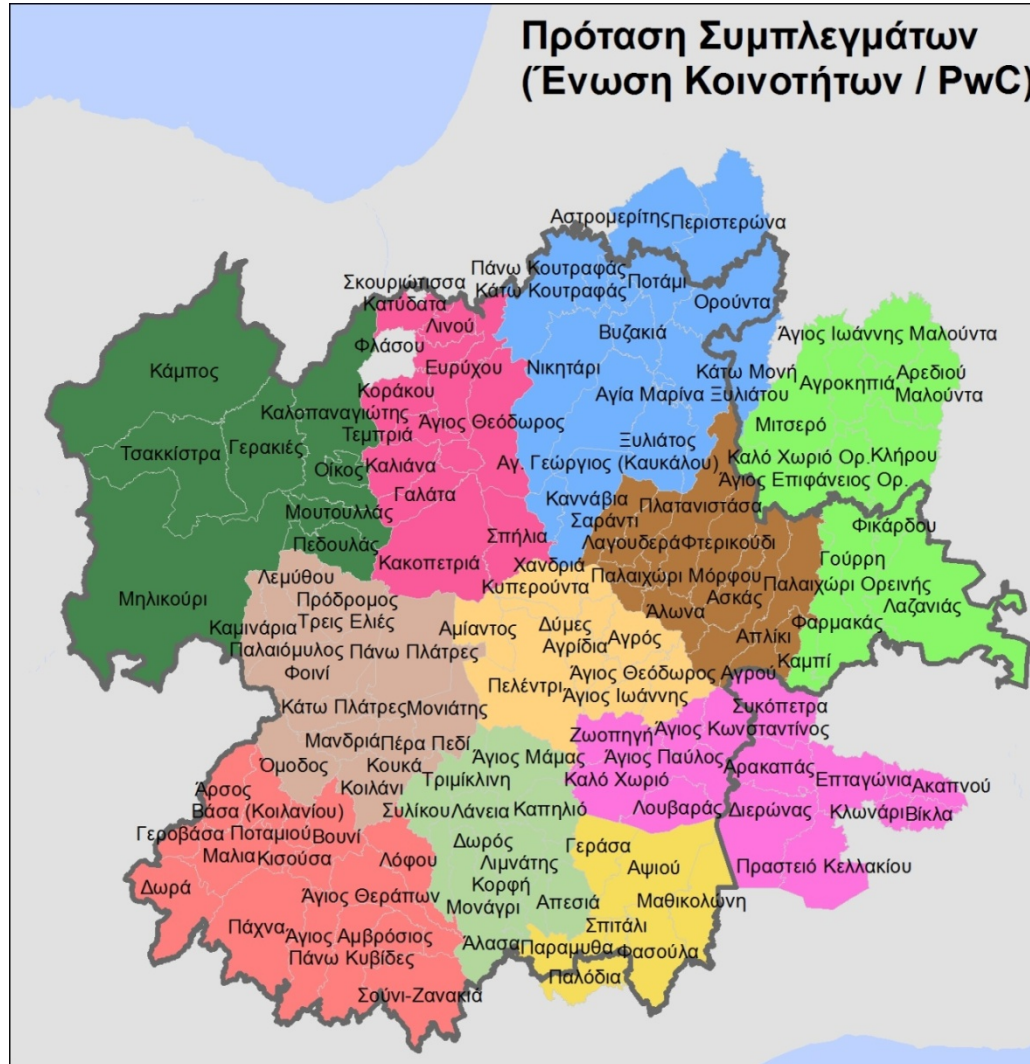 Πρόταση Συμπλεγμάτων
(Ένωση Κοινοτήτων / PwC)
Αστρομερίτης
Περιστερώνα
Πάνω Κουτραφάς
Κάτω Κουτραφάς
Ποτάμι
Ορούντα
Σκουριώτισσα
Κατύδατα
Λινού
Φλάσου
Βυζακιά
Άγιος Ιωάννης Μαλούντα
Κάμπος
Ευρύχου
Νικητάρι
Κάτω Μονή
Αγροκηπιά
Αρεδιού
Μαλούντα
Κοράκου
Αγία Μαρίνα Ξυλιάτου
Καλοπαναγιώτης
Άγιος Θεόδωρος
Μιτσερό
Τσακκίστρα
Γερακιές
Τεμπριά
Ξυλιάτος
Οίκος
Καλιάνα
Αγ. Γεώργιος (Καυκάλου)
Καλό Χωριό Ορ.
Κλήρου
Άγιος Επιφάνειος Ορ.
Γαλάτα
Καννάβια
Πλατανιστάσα
Μουτουλλάς
Σαράντι
Φικάρδου
Πεδουλάς
Σπήλια
Λαγουδερά
Φτερικούδι
Γούρρη
Κακοπετριά
Χανδριά
Λεμύθου
Κυπερούντα
Παλαιχώρι Μόρφου
Παλαιχώρι Ορεινής
Μηλικούρι
Πρόδρομος
Ασκάς
Λαζανιάς
Τρεις Ελιές
Άλωνα
Καμινάρια
Αμίαντος
Δύμες
Αγρός
Απλίκι
Φαρμακάς
Παλαιόμυλος
Πάνω Πλάτρες
Αγρίδια
Καμπί
Φοινί
Πελέντρι
Άγιος Θεόδωρος Αγρού
Άγιος Ιωάννης
Κάτω Πλάτρες
Μονιάτης
Συκόπετρα
Ζωοπηγή
Άγιος Κωνσταντίνος
Μανδριά
Πέρα Πεδί
Άγιος Μάμας
Άγιος Παύλος
Αρακαπάς
Όμοδος
Κουκά
Τριμίκλινη
Καλό Χωριό
Επταγώνια
Ακαπνού
Άρσος
Κοιλάνι
Βάσα (Κοιλανίου)
Συλίκου
Λάνεια
Καπηλιό
Λουβαράς
Διερώνας
Κλωνάρι
Βίκλα
Γεροβάσα
Ποταμιού
Βουνί
Δωρός
Γεράσα
Μαλια
Κισούσα
Λόφου
Λιμνάτης
Αψιού
Πραστειό Κελλακίου
Δωρά
Άγιος Θεράπων
Κορφή
Μονάγρι
Απεσιά
Μαθικολώνη
Πάχνα
Άγιος Αμβρόσιος
Σπιτάλι
Πάνω Κυβίδες
Άλασα
Παραμυθα
Φασούλα
Σούνι-Ζανακιά
Παλόδια